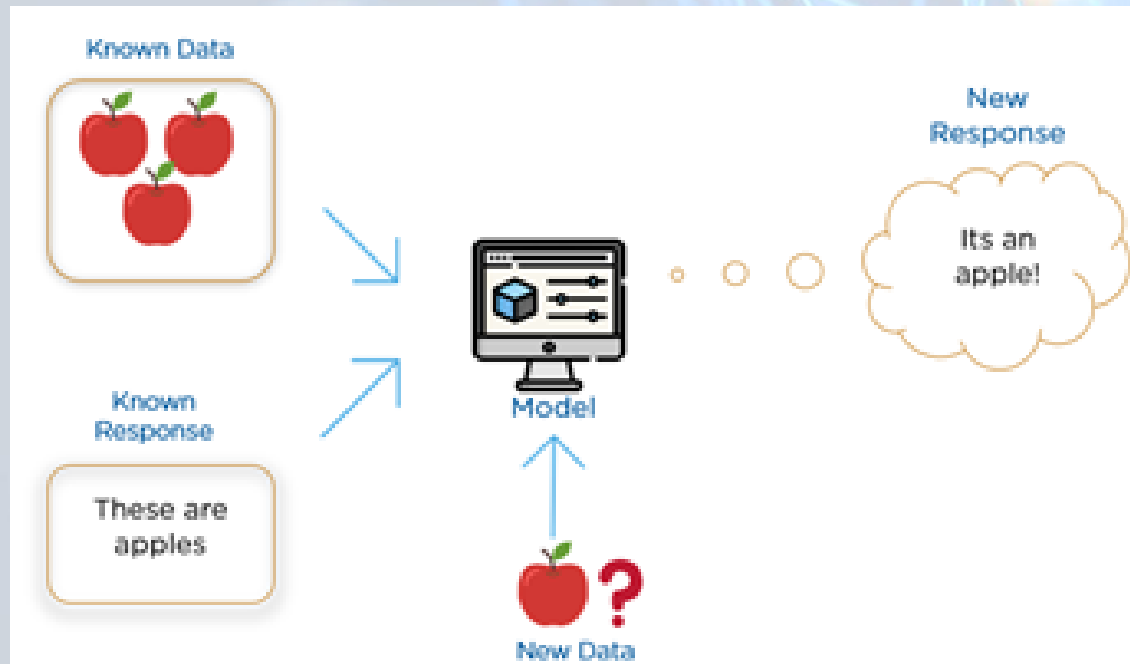 Known Data
New
Response
Its an
apple!
Model
Known
Response
These are
apples
?
New Data